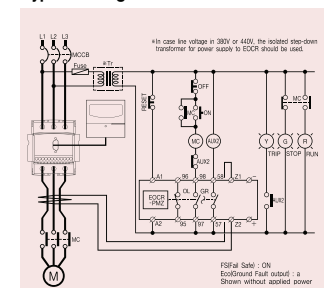 L1 L2 L3
※In case line voltage in 380V or 440V, the isolated step-down
transformer for power supply to EOCR should be used.
MCCB
Fuse
※Tr
OFF
RESET
MC
ON
MC
MC
AUX2
Y
G
R
TRIP
STOP
RUN
AUX2
A1
96
98
58
Z1
EOCR
-PMZ
OL
GR
AUX2
A2
95
97
57
Z2
MC
M
FS(Fail Safe) : ON
Eco(Ground Fault output) : a
Shown without applied power